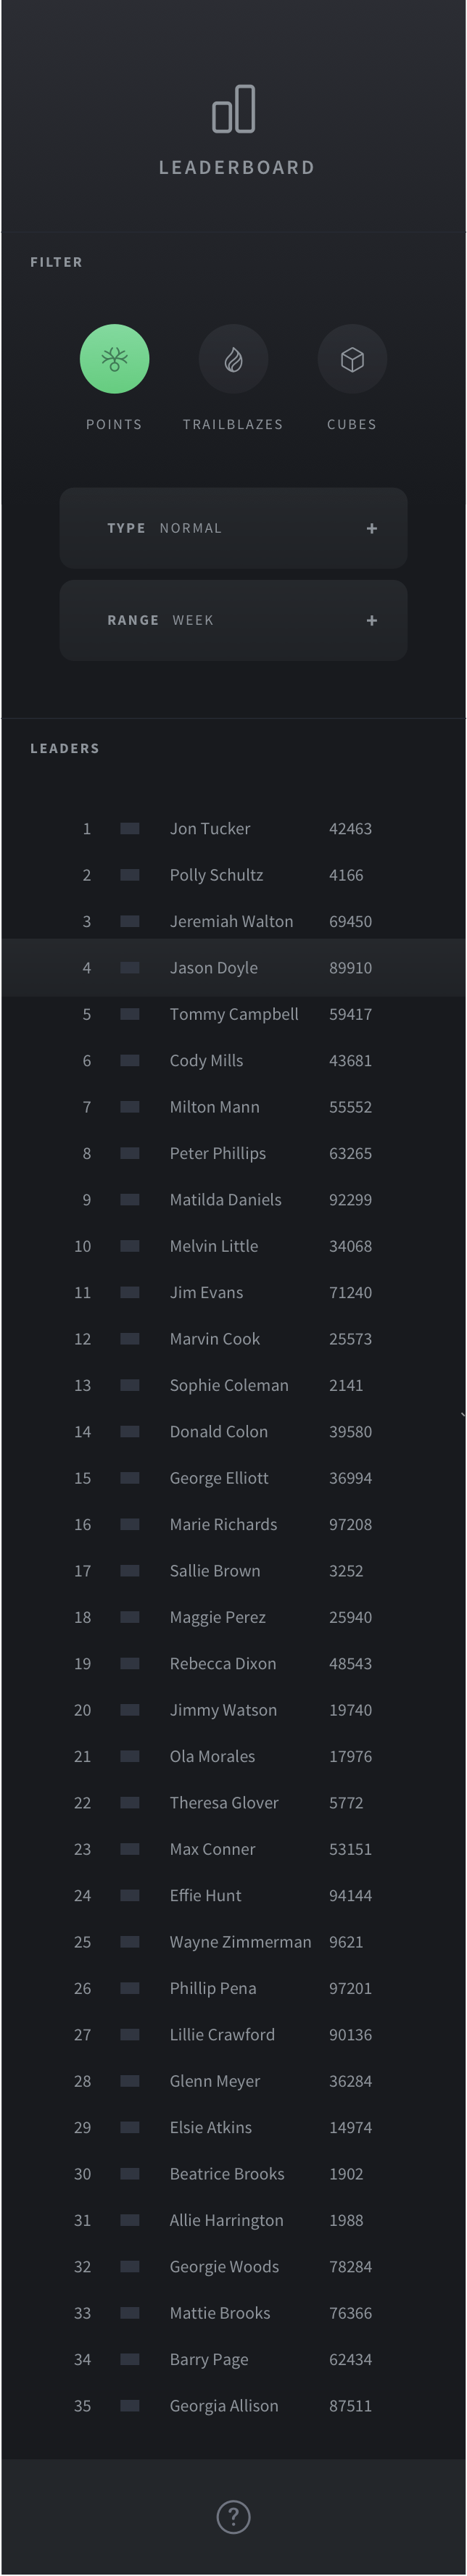 LEADERBOARD
FILTER
POINTS TRAILBLAZES CUBES
TYPE NORMAL +
RANGE WEEK +
LEADERS
1 Jon Tucker 42463
2 Polly Schultz 4166
3 Jeremiah Walton 69450
4 Jason Doyle 89910
5 Tommy Campbell 59417
6 Cody Mills 43681
7 Milton Mann 55552
8 Peter Phillips 63265
9 Matilda Daniels 92299
10 Melvin Little 34068
11 Jim Evans 71240
12 Marvin Cook 25573
13 Sophie Coleman 2141
14 Donald Colon 39580
15 George Elliott 36994
16 Marie Richards 97208
17 Sallie Brown 3252
18 Maggie Perez 25940
19 Rebecca Dixon 48543
20 Jimmy Watson 19740
21 Ola Morales 17976
22 Theresa Glover 5772
23 Max Conner 53151
24 Effie Hunt 94144
25 Wayne Zimmerman 9621
26 Phillip Pena 97201
27 Lillie Crawford 90136
28 Glenn Meyer 36284
29 Elsie Atkins 14974
30 Beatrice Brooks 1902
31 Allie Harrington 1988
32 Georgie Woods 78284
33 Mattie Brooks 76366
34 Barry Page 62434
35 Georgia Allison 87511
?